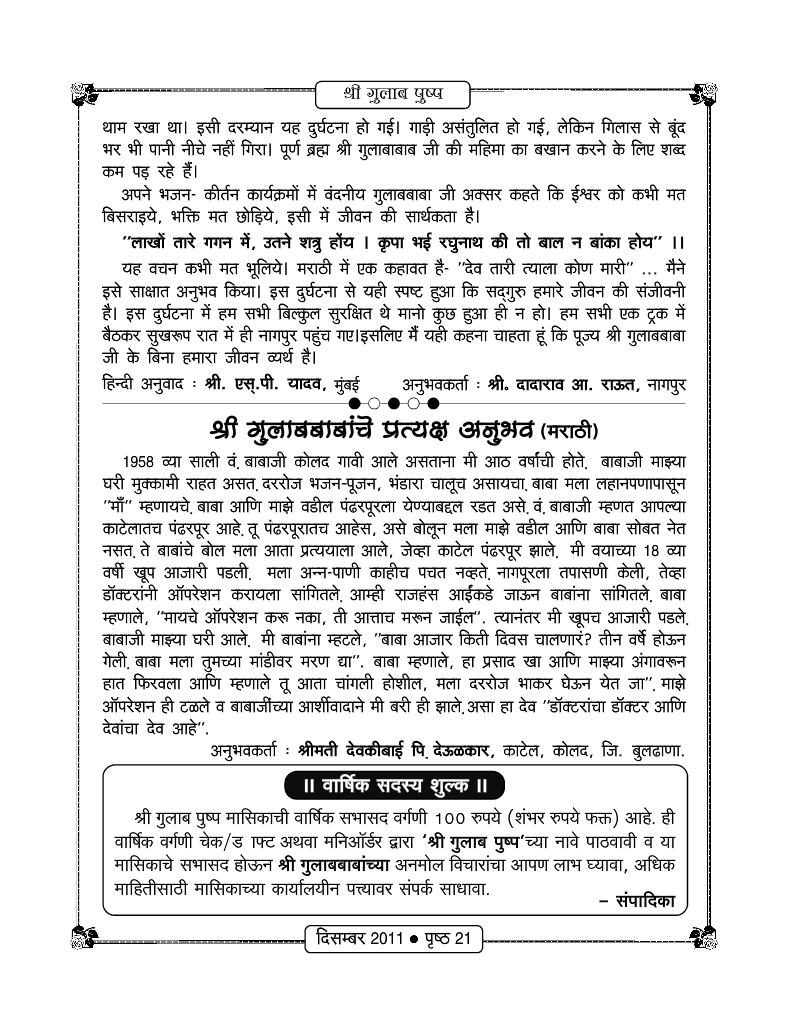 श्री गुलाब पुष्प
थाम रखा था। इसी दरम्यान यह दुर्घटना हो गई। गाड़ी असंतुलित हो गई, लेकिन गिलास से बूंद
भर भी पानी नीचे नहीं गिरा। पूर्ण ब्रह्म श्री गुलाबाबाब जी की महिमा का बखान करने के लिए शब्द
कम पड़ रहे हैं।
अपने भजन- कीर्तन कार्यक्रमों में वंदनीय गुलाबबाबा जी अक्सर कहते कि ईश्वर को कभी मत
बिसराइये, भक्ति मत छोड़िये, इसी में जीवन की सार्थकता है।
''लाखों तारे गगन में, उतने शत्रु होंय । कृपा भई रघुनाथ की तो बाल न बांका होय'' ।।
यह वचन कभी मत भूलिये। मराठी में एक कहावत है- ''देव तारी त्याला कोण मारी'' ... मैने
इसे साक्षात अनुभव किया। इस दुर्घटना से यही स्पष्ट हुआ कि सद्‌गुरु हमारे जीवन की संजीवनी
है। इस दुर्घटना में हम सभी बिल्कुल सुरक्षित थे मानो कुछ हुआ ही न हो। हम सभी एक ट्रक में
बैठकर सुखरूप रात में ही नागपुर पहुंच गए।इसलिए मैं यही कहना चाहता हूं कि पूज्य श्री गुलाबबाबा
जी के बिना हमारा जीवन व्यर्थ है।
हिन्दी अनुवाद : श्री. एस्.पी. यादव, मुंबई अनुभवकर्ता : श्री. दादाराव आ. राऊत, नागपुर
श्री गुलाबबाबांचे प्रत्यक्ष अनुभव (मराठी)
1958 व्या साली वं. बाबाजी कोलद गावी आले असताना मी आठ वर्षांची होते. बाबाजी माझ्या
घरी मुक्कामी राहत असत. दररोज भजन-पूजन, भंडारा चालूच असायचा. बाबा मला लहानपणापासून
''माँ'' म्हणायचे. बाबा आणि माझे वडील पंढरपूरला येण्याबद्दल रडत असे. वं. बाबाजी म्हणत आपल्या
काटेलातच पंढरपूर आहे. तू पंढरपूरातच आहेस, असे बोलून मला माझे वडील आणि बाबा सोबत नेत
नसत. ते बाबांचे बोल मला आता प्रत्ययाला आले, जेव्हा काटेल पंढरपूर झाले. मी वयाच्या 18 व्या
वर्षी खूप आजारी पडली. मला अन्न-पाणी काहीच पचत नव्हते. नागपूरला तपासणी केली, तेव्हा
डॉक्टरांनी ऑपरेशन करायला सांगितले. आम्ही राजहंस आईंकडे जाऊन बाबांना सांगितले. बाबा
म्हणाले, ''मायचे ऑपरेशन करू नका, ती आत्ताच मरून जाईल''. त्यानंतर मी खूपच आजारी पडले.
बाबाजी माझ्या घरी आले. मी बाबांना म्हटले, ''बाबा आजार किती दिवस चालणारं? तीन वर्षे होऊन
गेली. बाबा मला तुमच्या मांडीवर मरण द्या''. बाबा म्हणाले, हा प्रसाद खा आणि माझ्या अंगावरून
हात फिरवला आणि म्हणाले तू आता चांगली होशील, मला दररोज भाकर घेऊन येत जा''. माझे
ऑपरेशन ही टळले व बाबाजींच्या आर्शीवादाने मी बरी ही झाले. असा हा देव ''डॉक्टरांचा डॉक्टर आणि
देवांचा देव आहे''.
अनुभवकर्ता : श्रीमती देवकीबाई पि. देऊळकार, काटेल, कोलद, जि. बुलढाणा.
॥ वार्षिक सदस्य शुल्क ॥
श्री गुलाब पुष्प मासिकाची वार्षिक सभासद वर्गणी 100 रुपये (शंभर रुपये फक्त) आहे. ही
वार्षिक वर्गणी चेक/ड ाफ्ट अथवा मनिऑर्डर द्वारा 'श्री गुलाब पुष्प'च्या नावे पाठवावी व या
मासिकाचे सभासद होऊन श्री गुलाबबाबांच्या अनमोल विचारांचा आपण लाभ घ्यावा, अधिक
माहितीसाठी मासिकाच्या कार्यालयीन पत्त्यावर संपर्क साधावा.
– संपादिका
दिसम्बर 2011 ● पृष्ठ 21